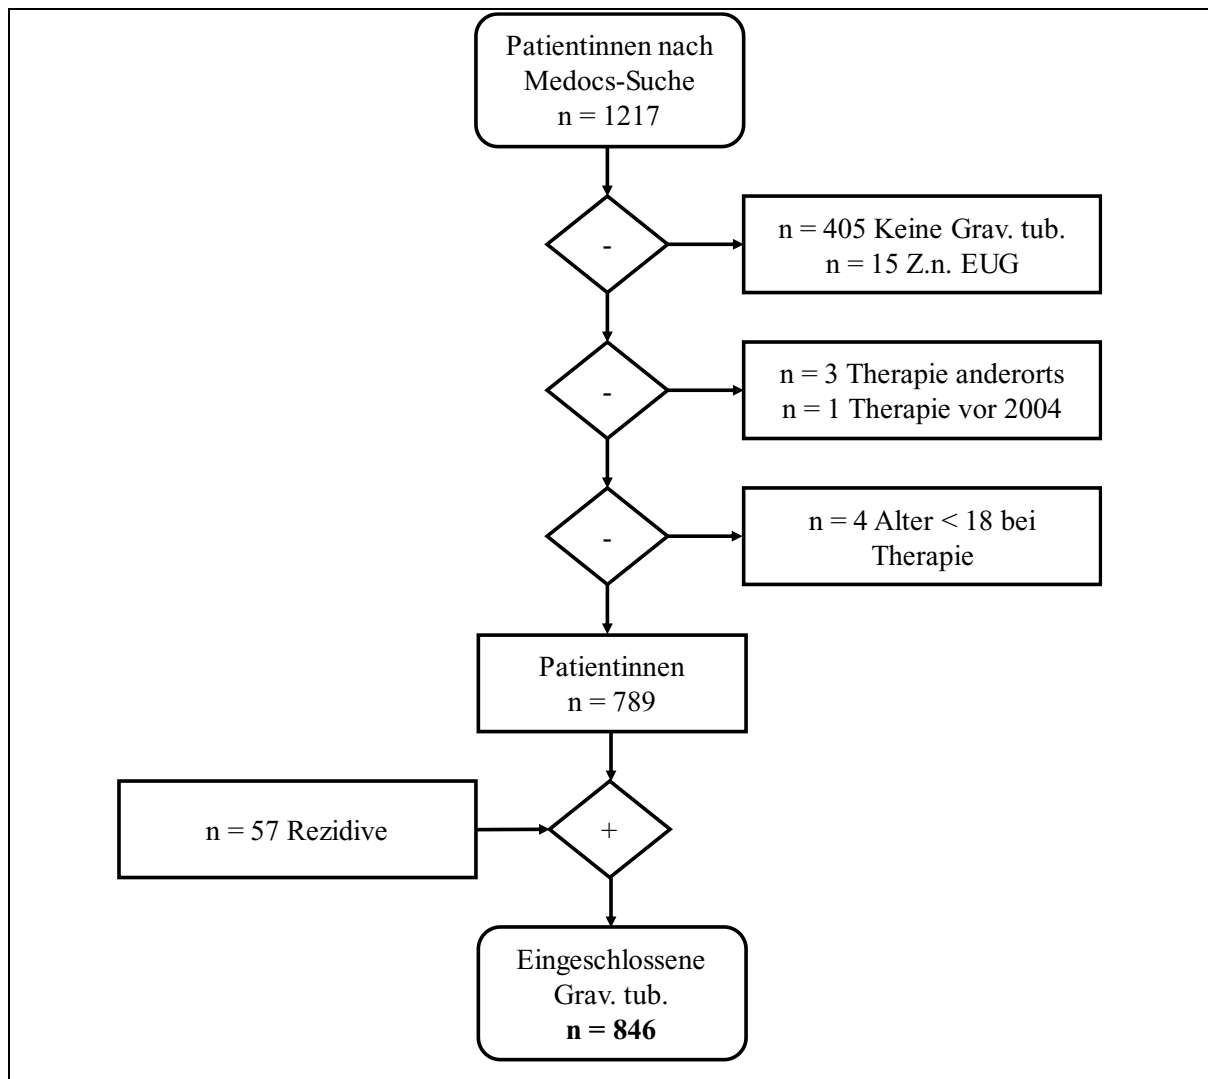 Patientinnen nach
Medocs-Suche
n = 1217
-
n = 405 Keine Grav. tub.
n = 15 Z.n. EUG
-
n = 3 Therapie anderorts
n = 1 Therapie vor 2004
-
n = 4 Alter < 18 bei
Therapie
Patientinnen
n = 789
n = 57 Rezidive
+
Eingeschlossene
Grav. tub.
n = 846